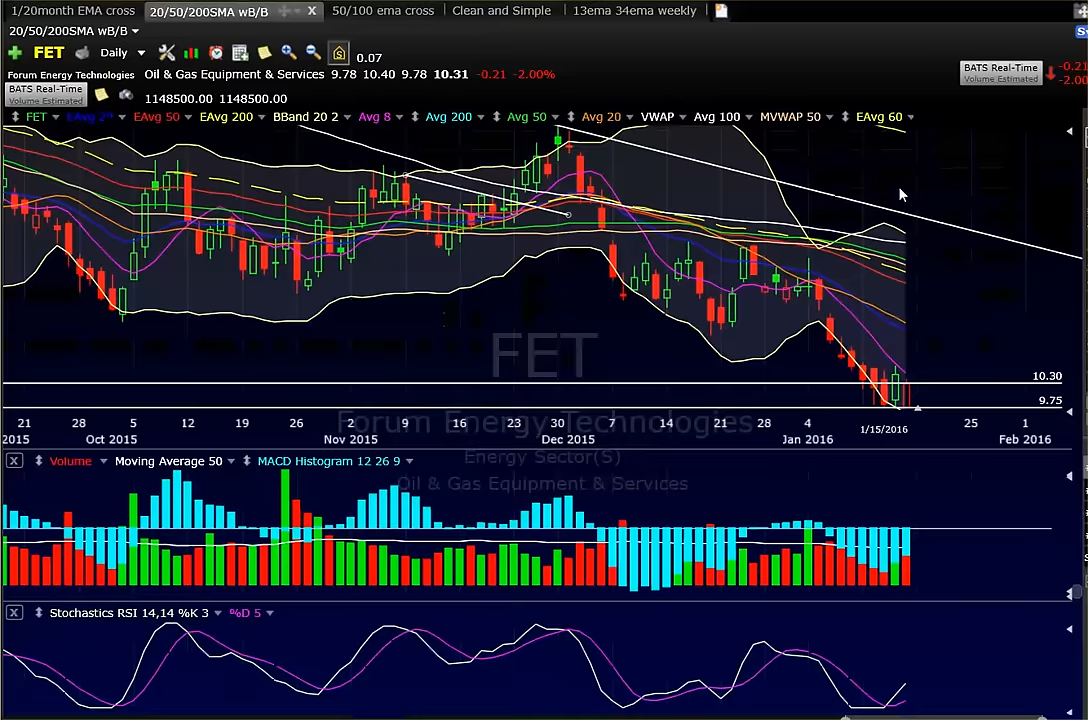 1/20month EMA cross 20/50/200SMA wB/B X 50/100 ema cross Clean and Simple 13ema 34ema weekly
20/50/200SMA wB/B
FET Daily 0.07
Forum Energy Technologies Oil & Gas Equipment & Services 9.78 10.40 9.78 10.31 -0.21 -2.00%
BATS Real-Time
Volume Estimated
BATS Real-Time
Volume Estimated
-0.21
1148500.00 1148500.00
FET EAvg 20 EAvg 50 EAvg 200 BBand 20 2 Avg 8 Avg 200 Avg 50 Avg 20 VWAP Avg 100 MVWAP 50 EAvg 60
FET
10.30
9.75
21 28 5 12 19 26 2 9 16 23 30 7 14 21 28 4 1/15/2016 25 1
2015 Oct 2015 Nov 2015 Dec 2015 Jan 2016 Feb 2016
Forum Energy Technologies
Energy Sector(S)
Oil & Gas Equipment & Services
X Volume Moving Average 50 MACD Histogram 12 26 9
X Stochastics RSI 14,14 %K 3 %D 5